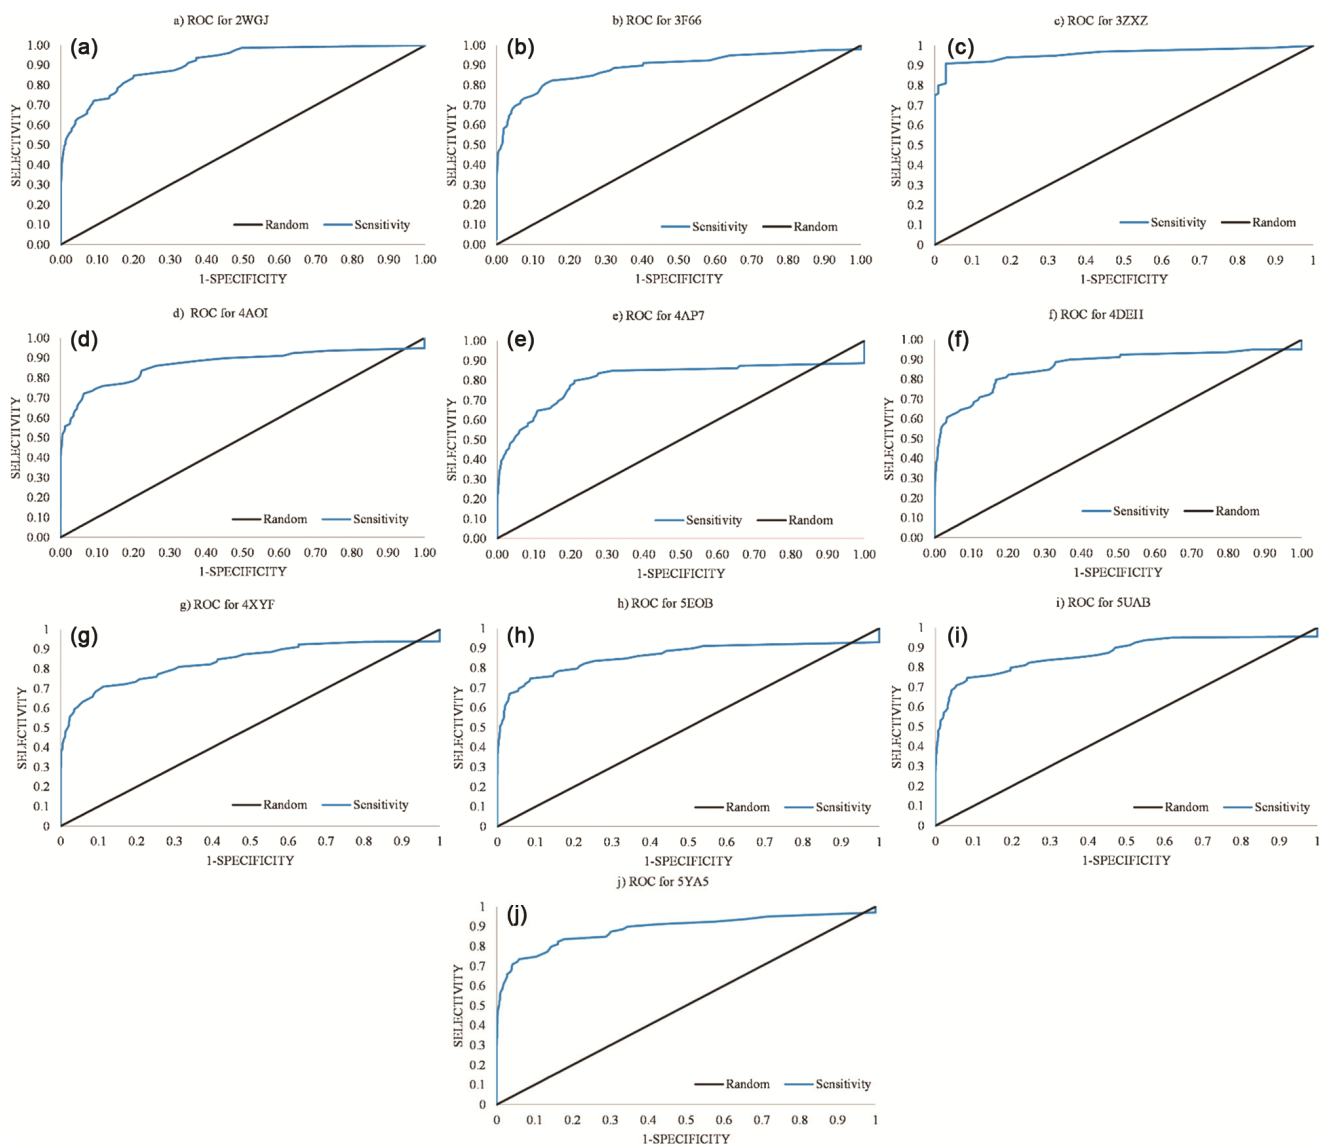 a) ROC for 2WGJ
b) ROC for 3F66
c) ROC for 3ZXZ
(a)
1.00
0.90
0.80
0.70
0.60
0.50
0.40
0.30
0.20
0.10
0.00
SELECTIVITY
Random
Sensitivity
0.00 0.10 0.20 0.30 0.40 0.50 0.60 0.70 0.80 0.90 1.00
1-SPECIFICITY
(b)
1.00
0.90
0.80
0.70
0.60
0.50
0.40
0.30
0.20
0.10
0.00
SELECTIVITY
Sensitivity
Random
0.00 0.10 0.20 0.30 0.40 0.50 0.60 0.70 0.80 0.90 1.00
1-SPECIFICITY
(c)
1
0.9
0.8
0.7
0.6
0.5
0.4
0.3
0.2
0.1
0
SELECTIVITY
Sensitivity
Random
0 0.1 0.2 0.3 0.4 0.5 0.6 0.7 0.8 0.9 1
1-SPECIFICITY
d) ROC for 4AOI
e) ROC for 4AP7
f) ROC for 4DEH
(d)
1.00
0.90
0.80
0.70
0.60
0.50
0.40
0.30
0.20
0.10
0.00
SELECTIVITY
Random
Sensitivity
0.00 0.10 0.20 0.30 0.40 0.50 0.60 0.70 0.80 0.90 1.00
1-SPECIFICITY
(e)
1.00
0.90
0.80
0.70
0.60
0.50
0.40
0.30
0.20
0.10
0.00
SELECTIVITY
Sensitivity
Random
0.00 0.10 0.20 0.30 0.40 0.50 0.60 0.70 0.80 0.90 1.00
1-SPECIFICITY
(f)
1.00
0.90
0.80
0.70
0.60
0.50
0.40
0.30
0.20
0.10
0.00
SELECTIVITY
Sensitivity
Random
0.00 0.10 0.20 0.30 0.40 0.50 0.60 0.70 0.80 0.90 1.00
1-SPECIFICITY
g) ROC for 4XYF
h) ROC for 5EOB
i) ROC for 5UAB
(g)
1
0.9
0.8
0.7
0.6
0.5
0.4
0.3
0.2
0.1
0
SELECTIVITY
Random
Sensitivity
0 0.1 0.2 0.3 0.4 0.5 0.6 0.7 0.8 0.9 1
1-SPECIFICITY
(h)
1
0.9
0.8
0.7
0.6
0.5
0.4
0.3
0.2
0.1
0
SELECTIVITY
Random
Sensitivity
0 0.1 0.2 0.3 0.4 0.5 0.6 0.7 0.8 0.9 1
1-SPECIFICITY
(i)
1
0.9
0.8
0.7
0.6
0.5
0.4
0.3
0.2
0.1
0
SELECTIVITY
Random
Sensitivity
0 0.1 0.2 0.3 0.4 0.5 0.6 0.7 0.8 0.9 1
1-SPECIFICITY
j) ROC for 5YA5
(j)
1
0.9
0.8
0.7
0.6
0.5
0.4
0.3
0.2
0.1
0
SELECTIVITY
Random
Sensitivity
0 0.1 0.2 0.3 0.4 0.5 0.6 0.7 0.8 0.9 1
1-SPECIFICITY